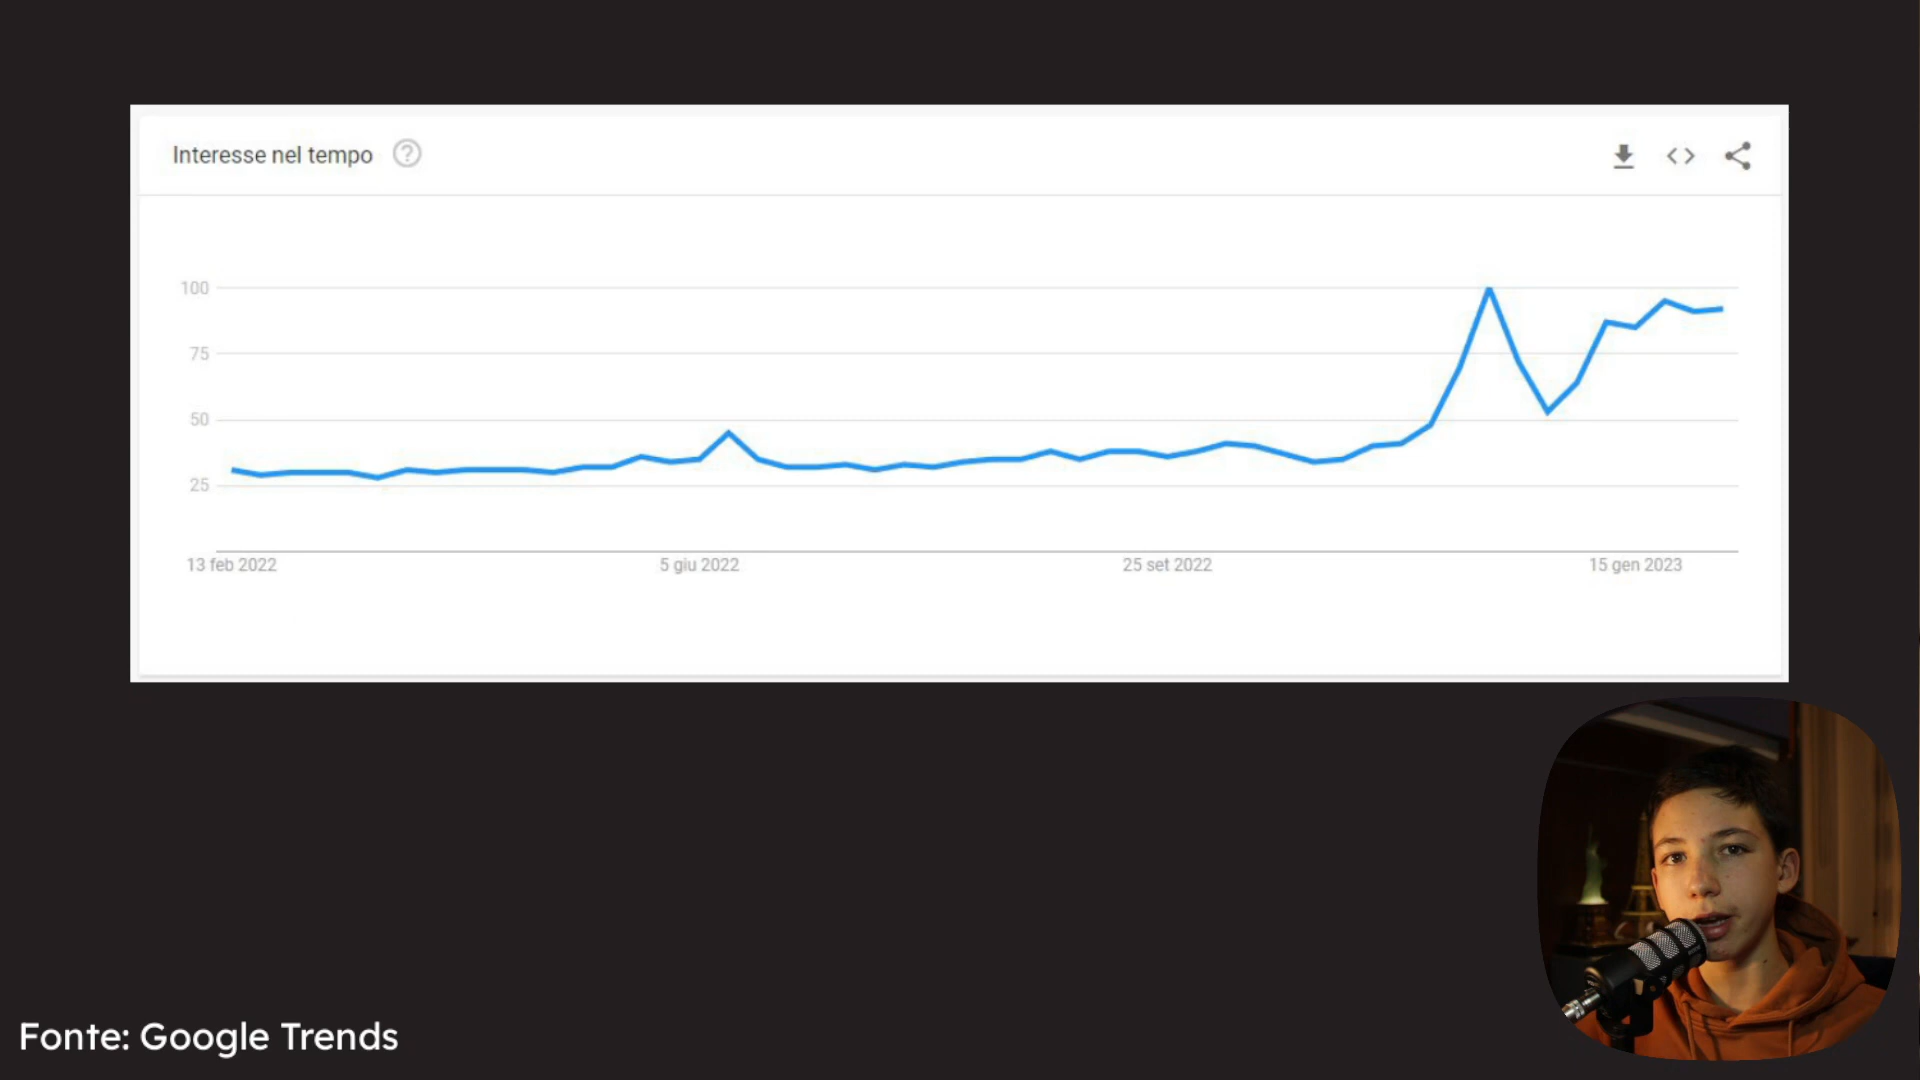 Interesse nel tempo
100
75
50
25
13 feb 2022 5 giu 2022 25 set 2022 15 gen 2023
Fonte: Google Trends